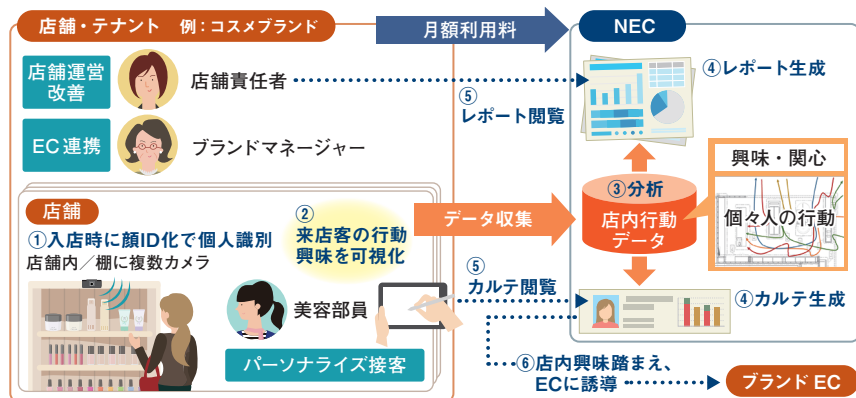 店舗・テナント 例：コスメブランド
月額利用料
NEC
店舗運営
改善
店舗責任者
EC連携
ブランドマネージャー
⑤
レポート閲覧
④レポート生成
店舗
①入店時に顔ID化で個人識別
店舗内／棚に複数カメラ
②
来店客の行動
興味を可視化
美容部員
パーソナライズ接客
データ収集
③分析
店内行動
データ
興味・関心
個々人の行動
⑤
カルテ閲覧
④カルテ生成
⑥店内興味踏まえ、
ECに誘導
ブランド EC